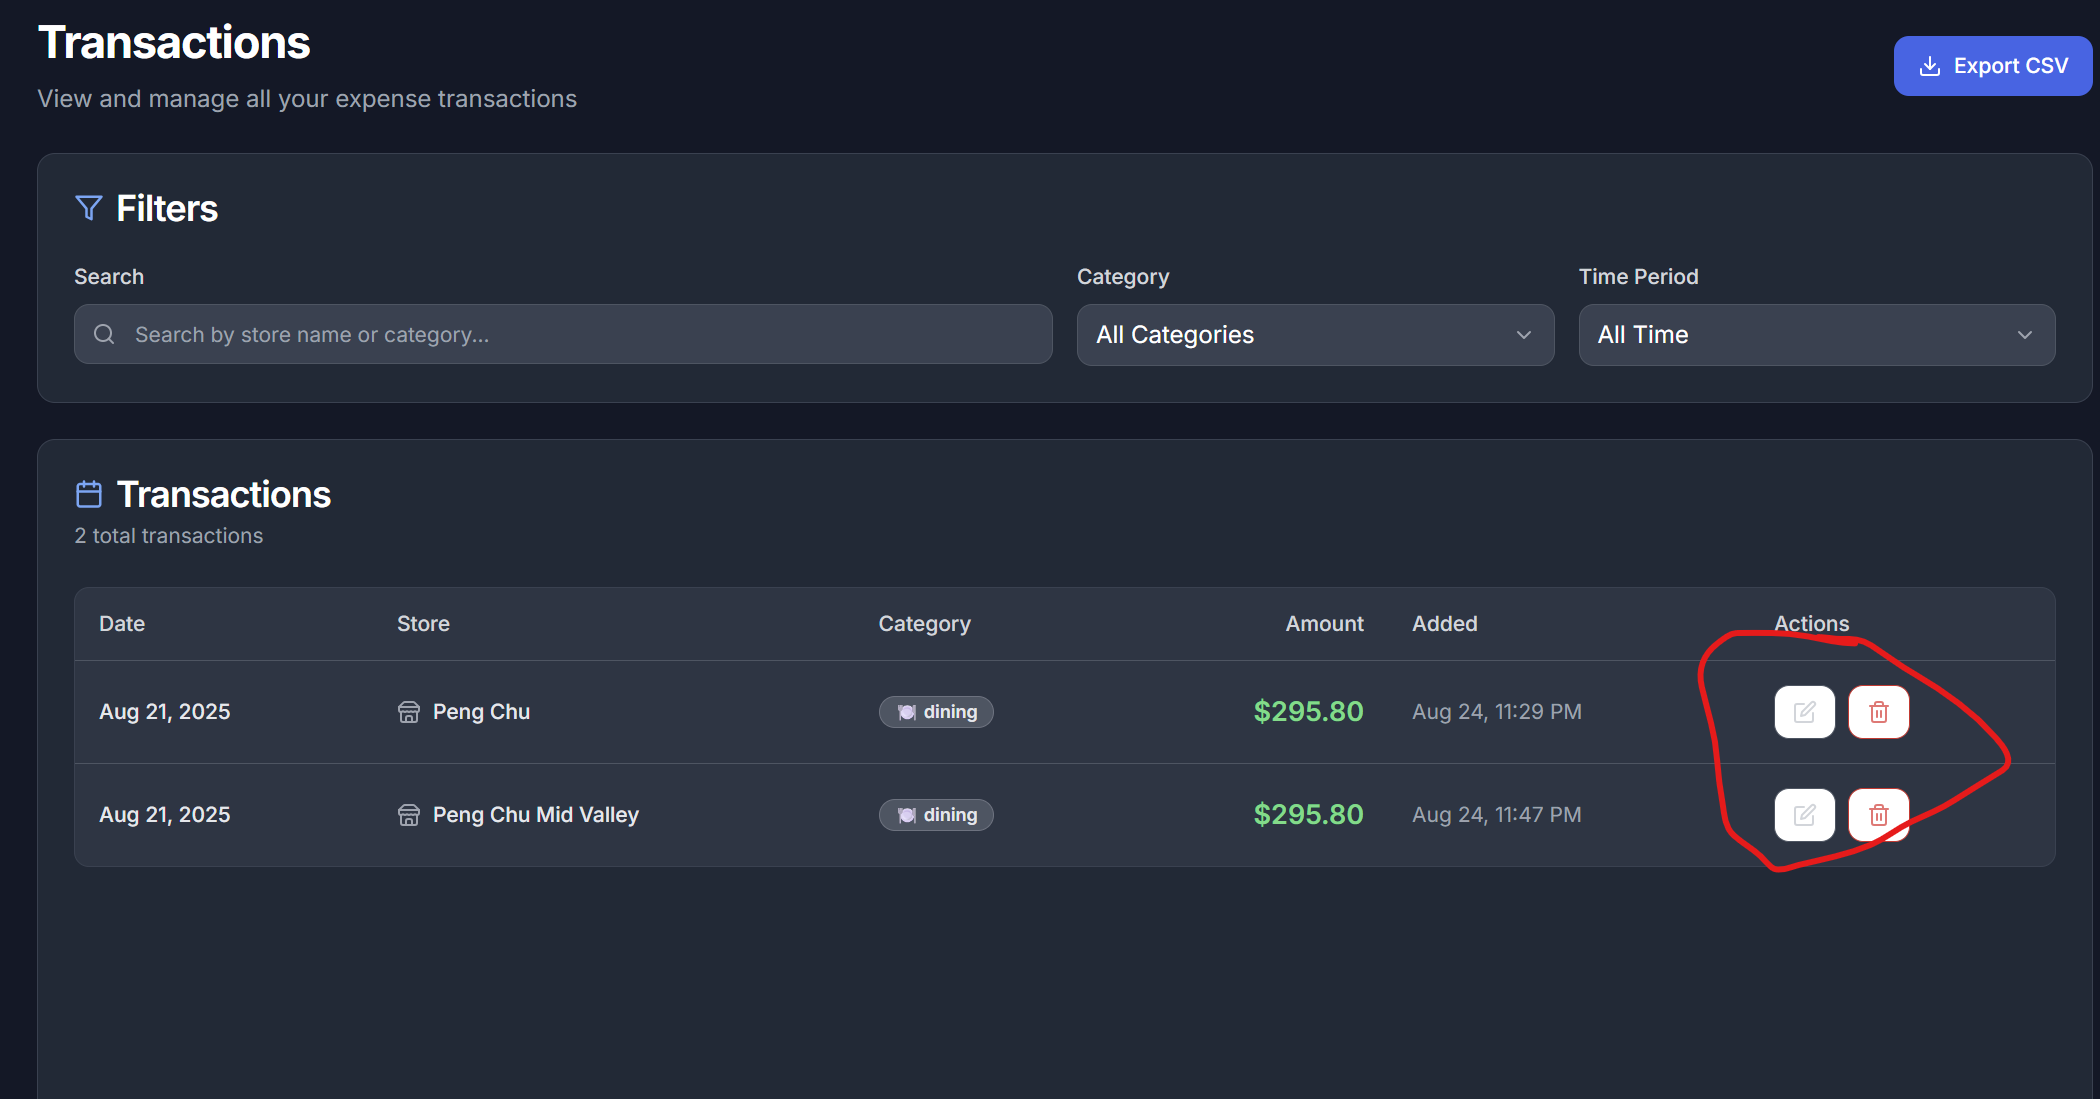 Transactions
View and manage all your expense transactions
Export CSV
Filters
Search
Category
Time Period
Search by store name or category...
All Categories
All Time
Transactions
2 total transactions
Date Store Category Amount Added Actions
Aug 21, 2025 Peng Chu dining $295.80 Aug 24, 11:29 PM
Aug 21, 2025 Peng Chu Mid Valley dining $295.80 Aug 24, 11:47 PM